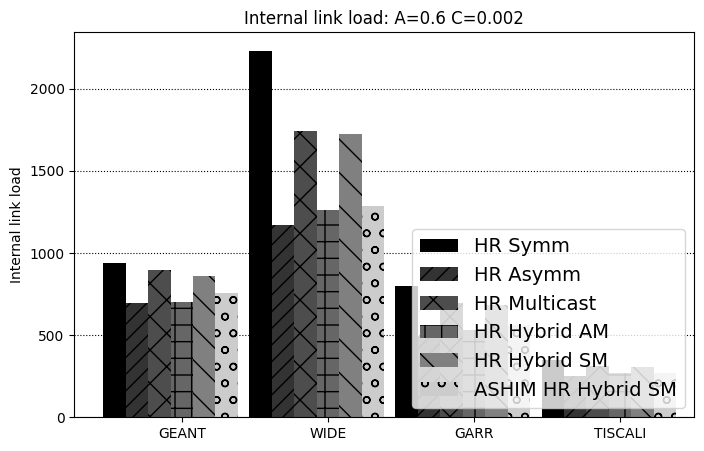 Internal link load: A=0.6 C=0.002
Internal link load
2000
1500
1000
500
0
HR Symm
HR Asymm
HR Multicast
HR Hybrid AM
HR Hybrid SM
ASHIM HR Hybrid SM
GEANT
WIDE
GARR
TISCALI